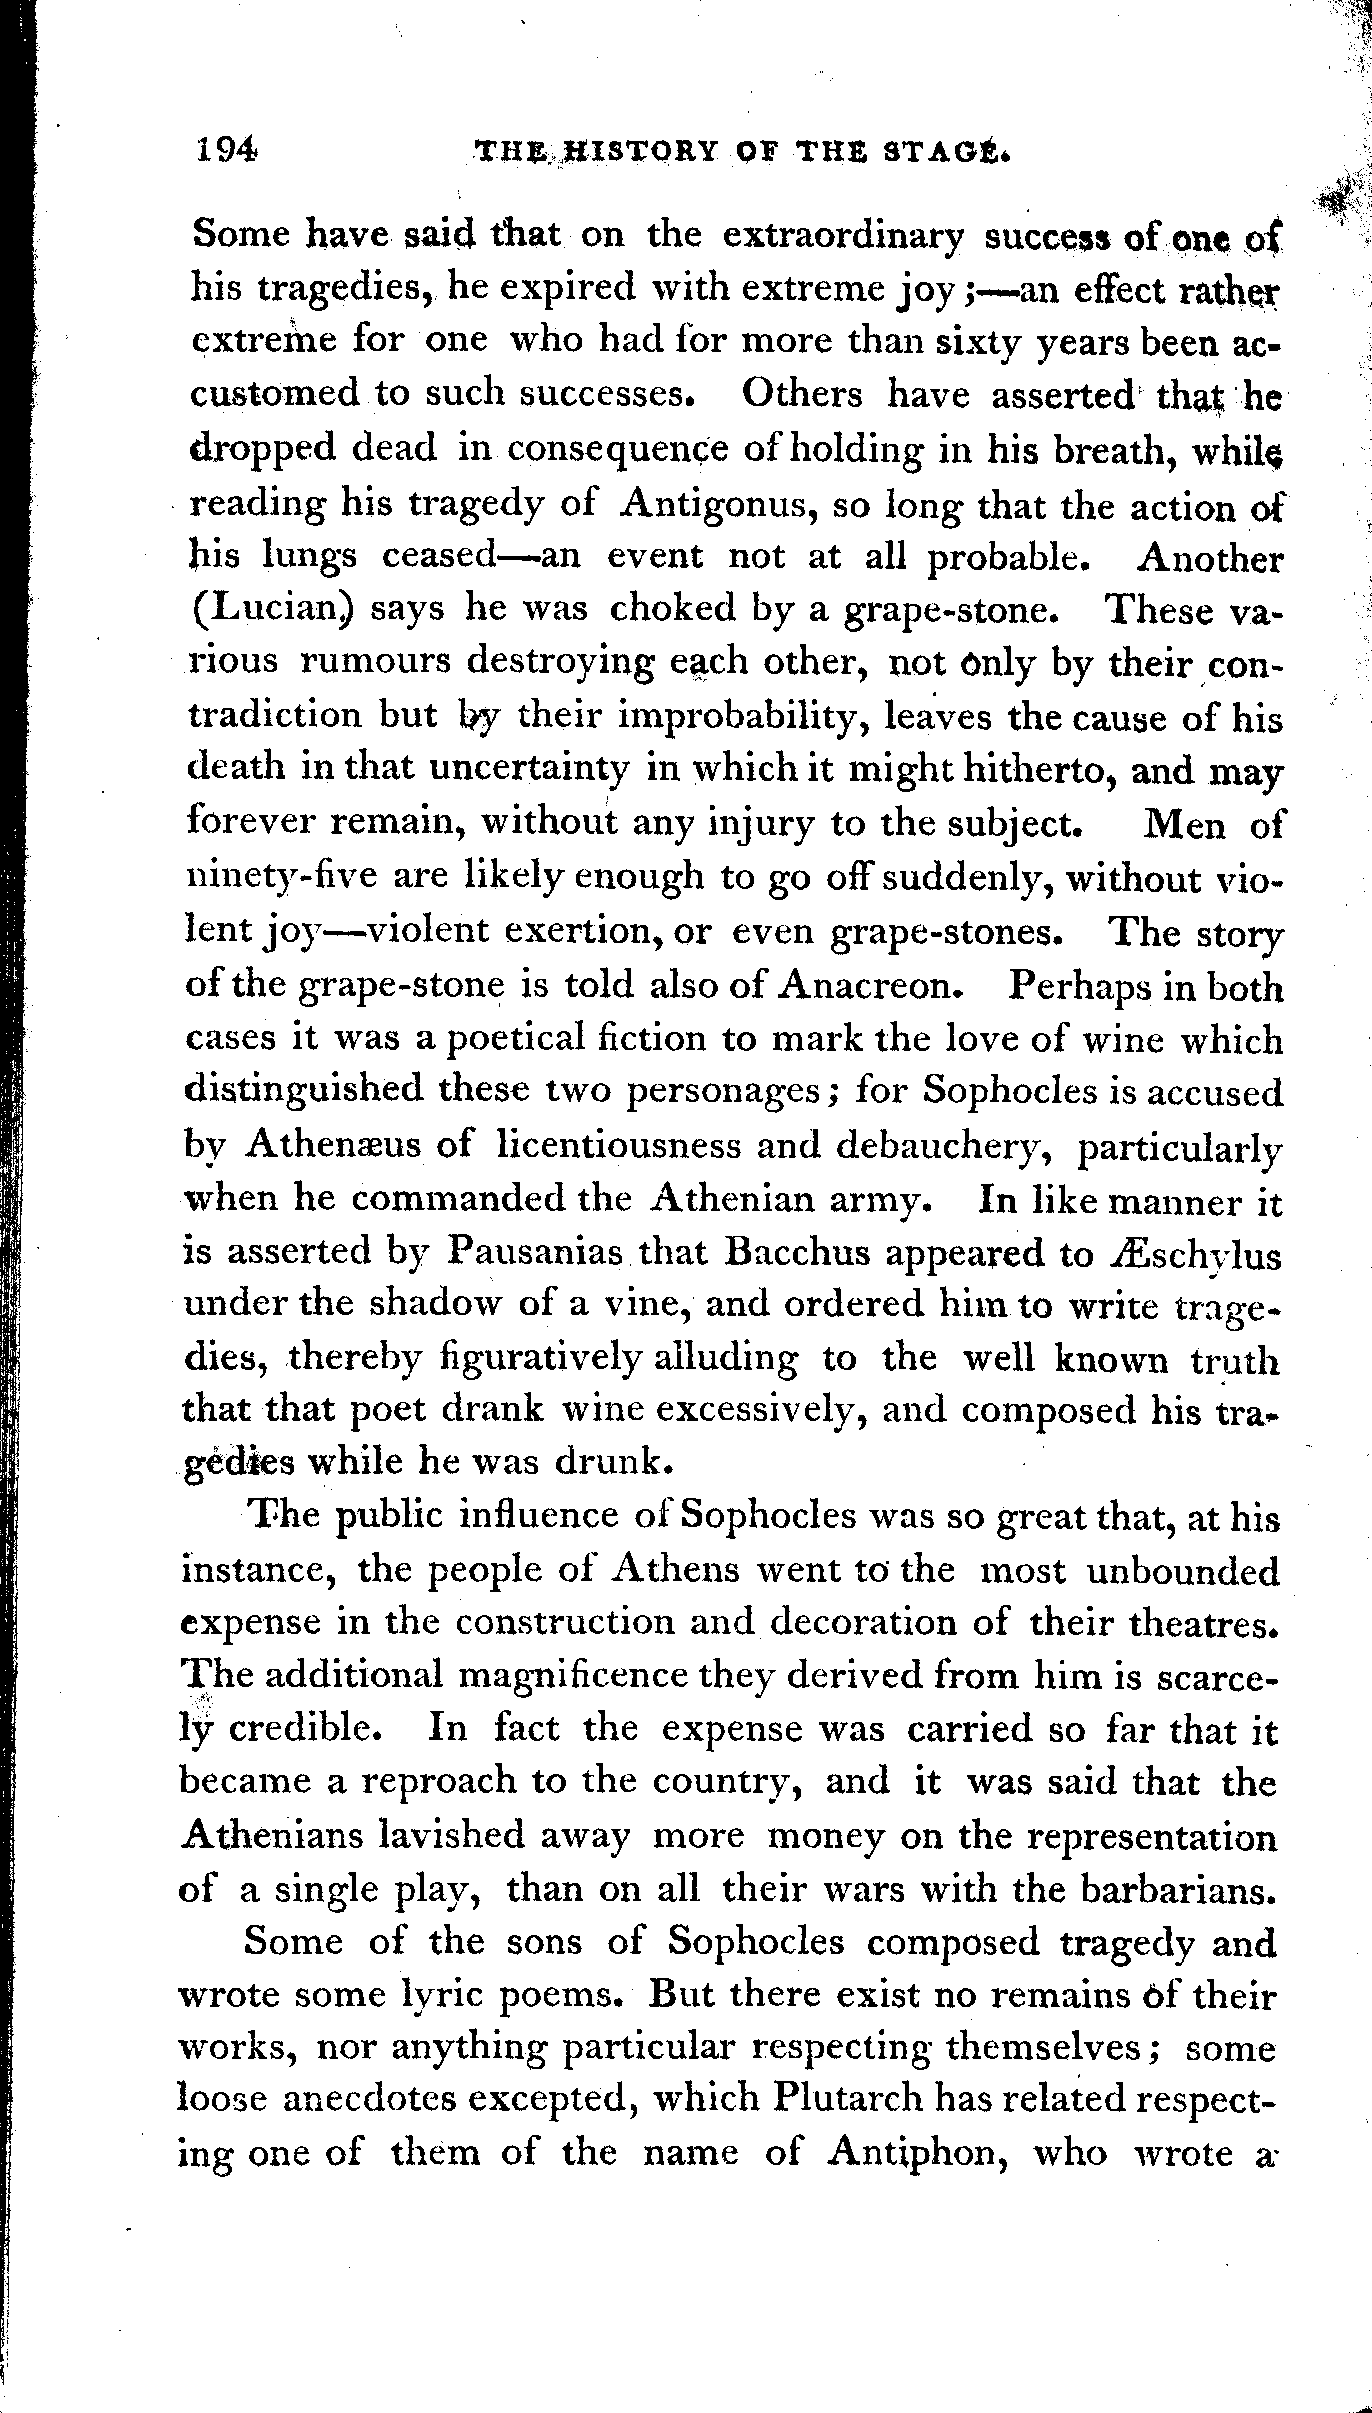 194 THE HISTORY OF THE STAGE.
Some have said that on the extraordinary success of one of
his tragedies, he expired with extreme joy;—an effect rather
extreme for one who had for more than sixty years been ac-
customed to such successes. Others have asserted that he
dropped dead in consequence of holding in his breath, while
reading his tragedy of Antigonus, so long that the action of
his lungs ceased—an event not at all probable. Another
(Lucian) says he was choked by a grape-stone. These va-
rious rumours destroying each other, not only by their con-
tradiction but by their improbability, leaves the cause of his
death in that uncertainty in which it might hitherto, and may
forever remain, without any injury to the subject. Men of
ninety-five are likely enough to go off suddenly, without vio-
lent joy—violent exertion, or even grape-stones. The story
of the grape-stone is told also of Anacreon. Perhaps in both
cases it was a poetical fiction to mark the love of wine which
distinguished these two personages; for Sophocles is accused
by Athenæus of licentiousness and debauchery, particularly
when he commanded the Athenian army. In like manner it
is asserted by Pausanias that Bacchus appeared to Æschylus
under the shadow of a vine, and ordered him to write trage-
dies, thereby figuratively alluding to the well known truth
that that poet drank wine excessively, and composed his tra-
gedies while he was drunk.
The public influence of Sophocles was so great that, at his
instance, the people of Athens went to the most unbounded
expense in the construction and decoration of their theatres.
The additional magnificence they derived from him is scarce-
ly credible. In fact the expense was carried so far that it
became a reproach to the country, and it was said that the
Athenians lavished away more money on the representation
of a single play, than on all their wars with the barbarians.
Some of the sons of Sophocles composed tragedy and
wrote some lyric poems. But there exist no remains of their
works, nor anything particular respecting themselves; some
loose anecdotes excepted, which Plutarch has related respect-
ing one of them of the name of Antiphon, who wrote a